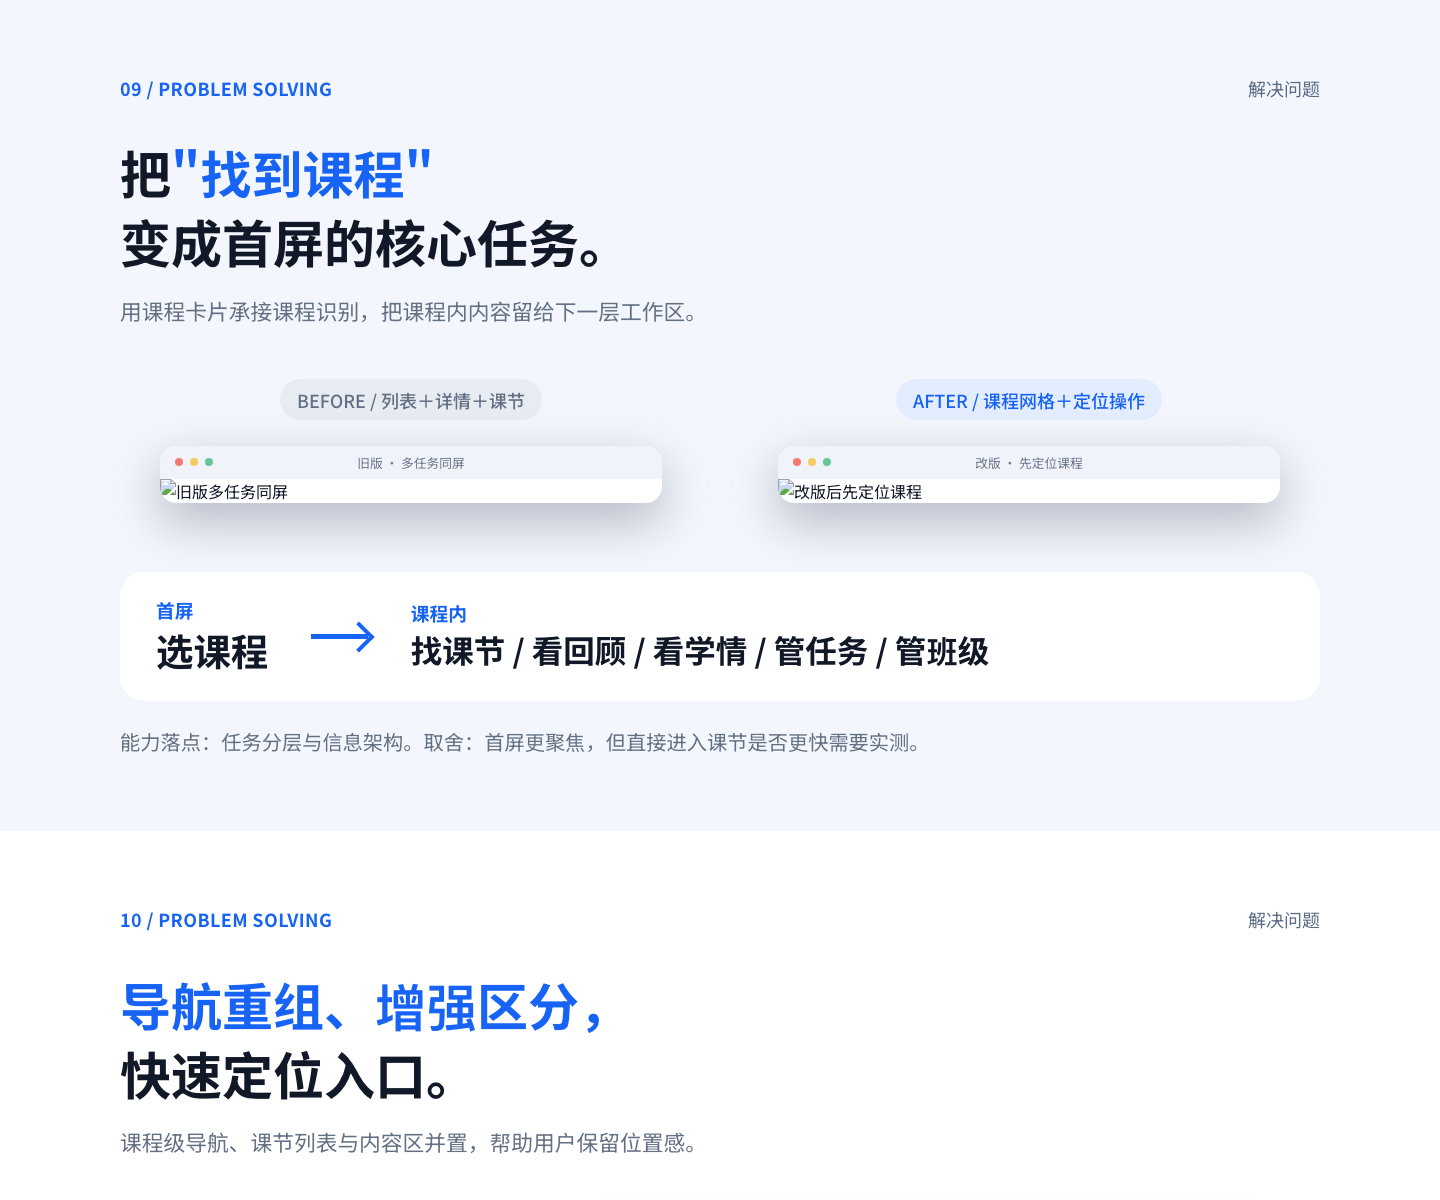 09 / PROBLEM SOLVING
解决问题
把"找到课程"
变成首屏的核心任务。
用课程卡片承接课程识别，把课程内内容留给下一层工作区。
BEFORE / 列表＋详情＋课节
AFTER / 课程网格＋定位操作
旧版 · 多任务同屏
改版 · 先定位课程
旧版多任务同屏
改版后先定位课程
首屏
选课程
课程内
找课节 / 看回顾 / 看学情 / 管任务 / 管班级
能力落点：任务分层与信息架构。取舍：首屏更聚焦，但直接进入课节是否更快需要实测。
10 / PROBLEM SOLVING
解决问题
导航重组、增强区分，
快速定位入口。
课程级导航、课节列表与内容区并置，帮助用户保留位置感。